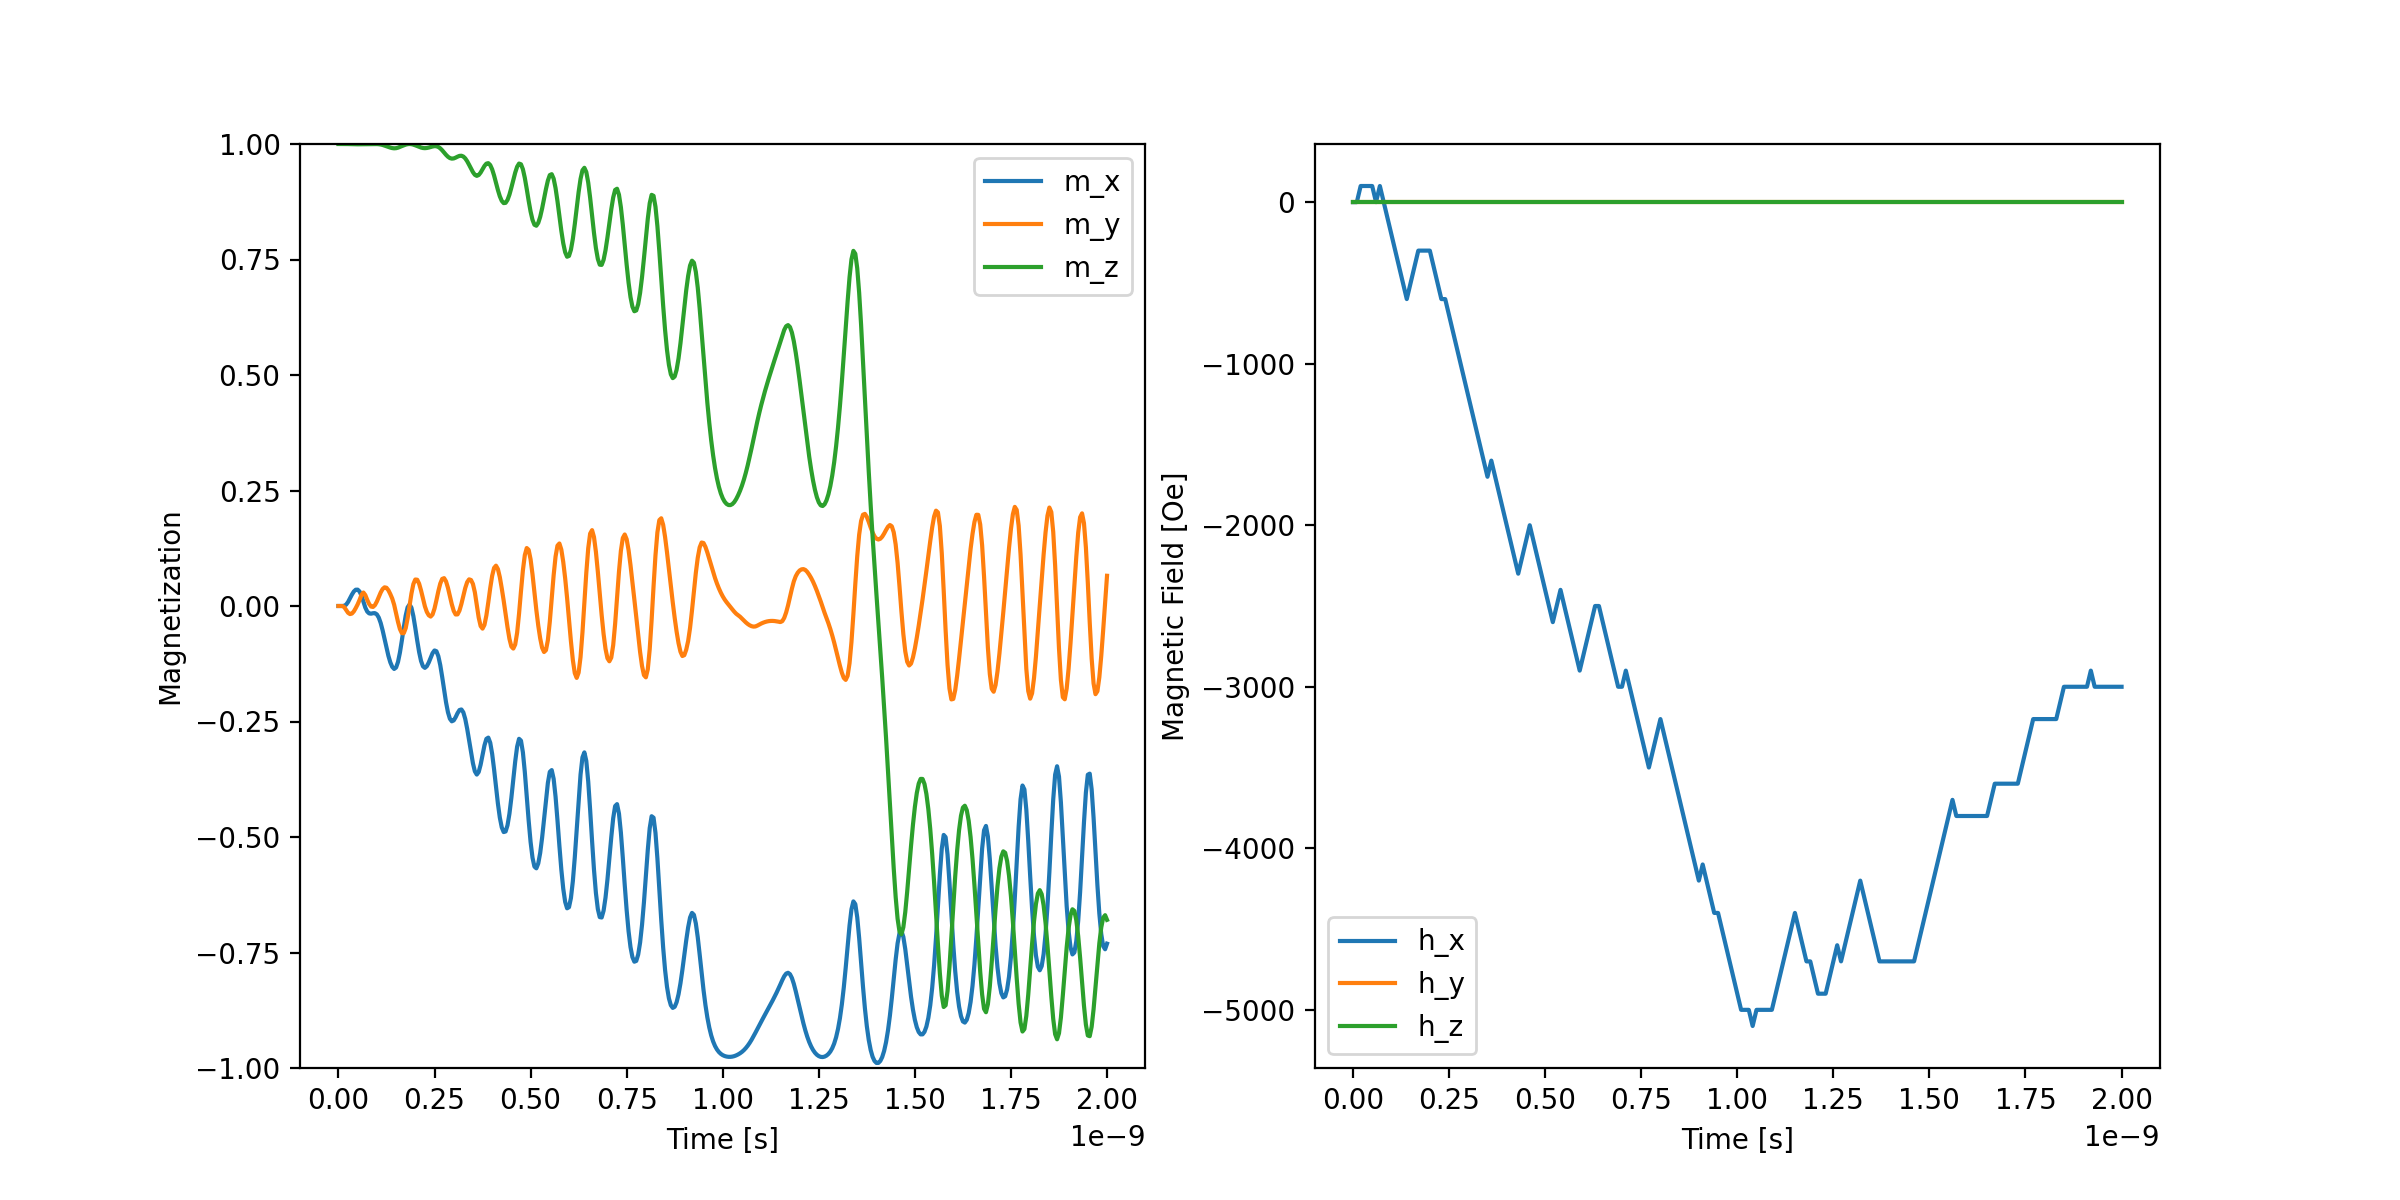 1.00
0.75
0.50
0.25
0.00
−0.25
−0.50
−0.75
−1.00
Magnetization
m_x
m_y
m_z
0.00 0.25 0.50 0.75 1.00 1.25 1.50 1.75 2.00
Time [s]
1e−9
0
−1000
−2000
−3000
−4000
−5000
Magnetic Field [Oe]
h_x
h_y
h_z
0.00 0.25 0.50 0.75 1.00 1.25 1.50 1.75 2.00
Time [s]
1e−9